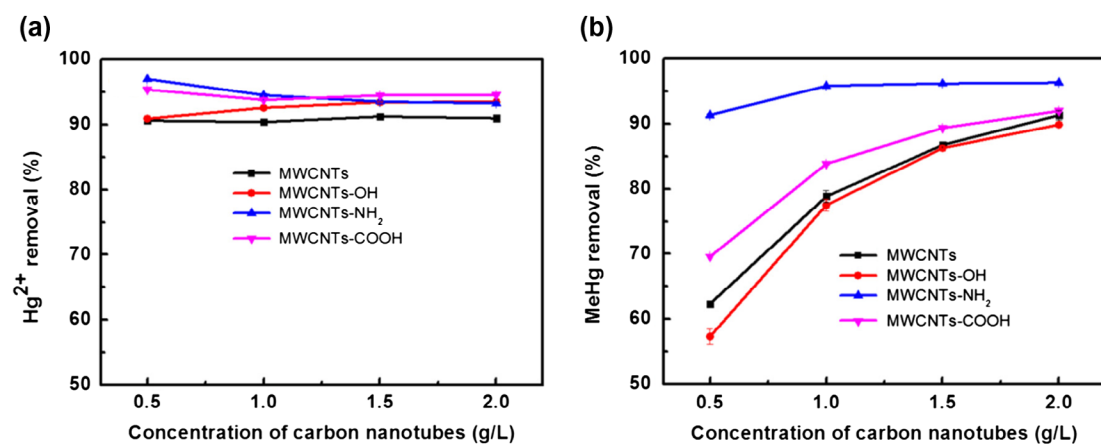 (a)
Hg2+ removal (%)
100
90
80
70
60
50
MWCNTs
MWCNTs-OH
MWCNTs-NH2
MWCNTs-COOH
0.5 1.0 1.5 2.0
Concentration of carbon nanotubes (g/L)
(b)
MeHg removal (%)
100
90
80
70
60
50
MWCNTs
MWCNTs-OH
MWCNTs-NH2
MWCNTs-COOH
0.5 1.0 1.5 2.0
Concentration of carbon nanotubes (g/L)